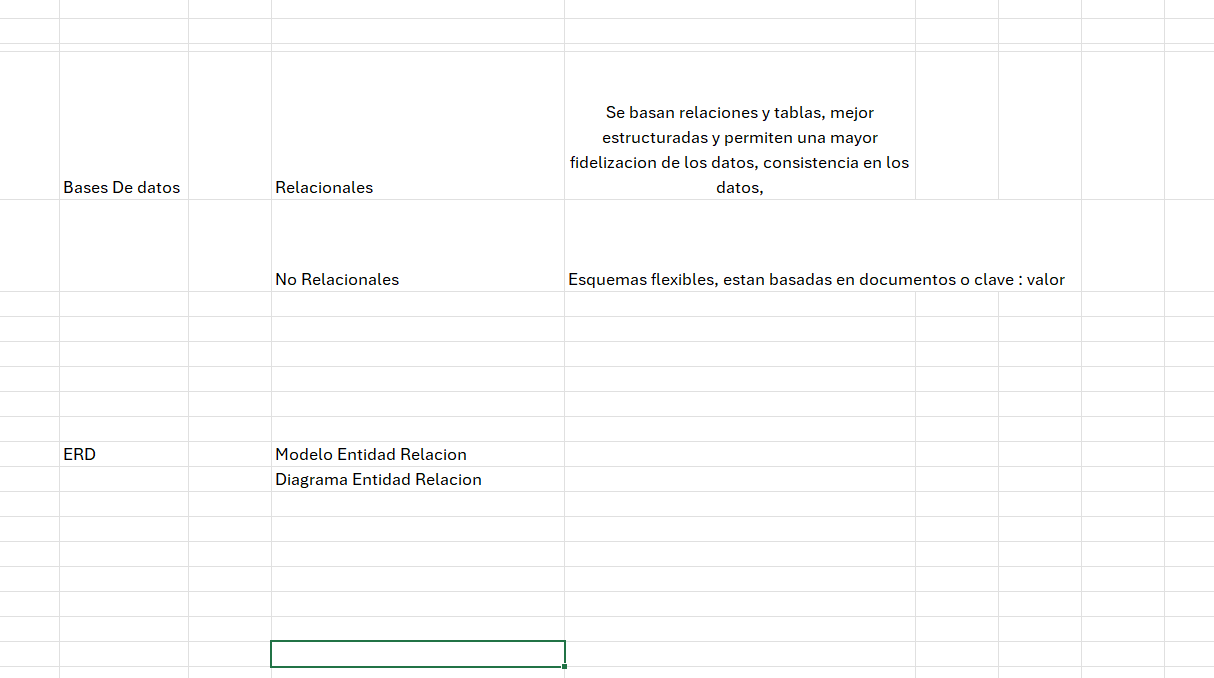 Se basan relaciones y tablas, mejor
estructuradas y permiten una mayor
fidelizacion de los datos, consistencia en los
Bases De datos Relacionales datos,
No Relacionales Esquemas flexibles, estan basadas en documentos o clave : valor
ERD Modelo Entidad Relacion
Diagrama Entidad Relacion